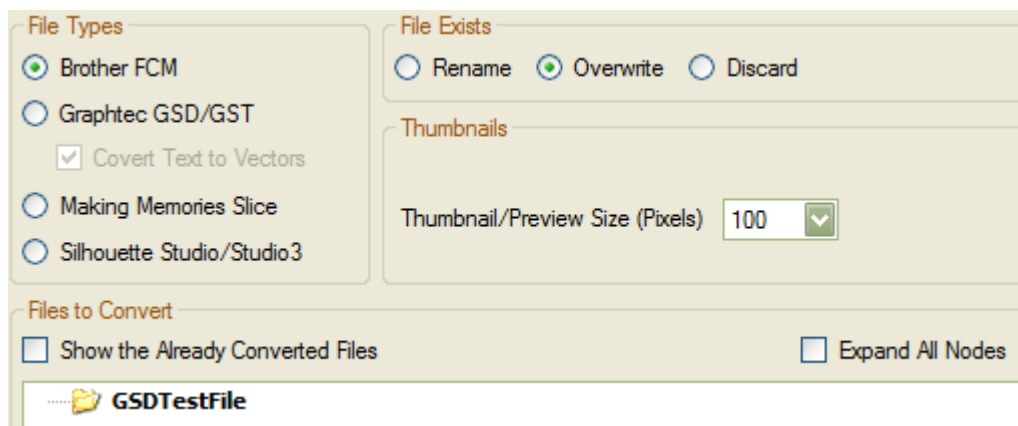 File Types
Brother FCM
Graphtec GSD/GST
Covert Text to Vectors
Making Memories Slice
Silhouette Studio/Studio3
File Exists
Rename Overwrite Discard
Thumbnails
Thumbnail/Preview Size (Pixels) 100
Files to Convert
Show the Already Converted Files Expand All Nodes
GSDTestFile